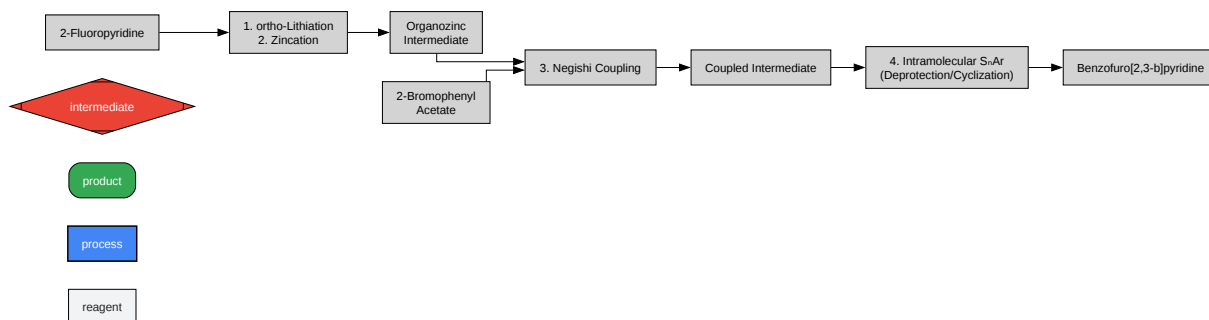 2-Fluoropyridine
1. ortho-Lithiation
2. Zincation
Organozinc
Intermediate
2-Bromophenyl
Acetate
3. Negishi Coupling
Coupled Intermediate
4. Intramolecular SₙAr
(Deprotection/Cyclization)
Benzofuro[2,3-b]pyridine
intermediate
product
process
reagent